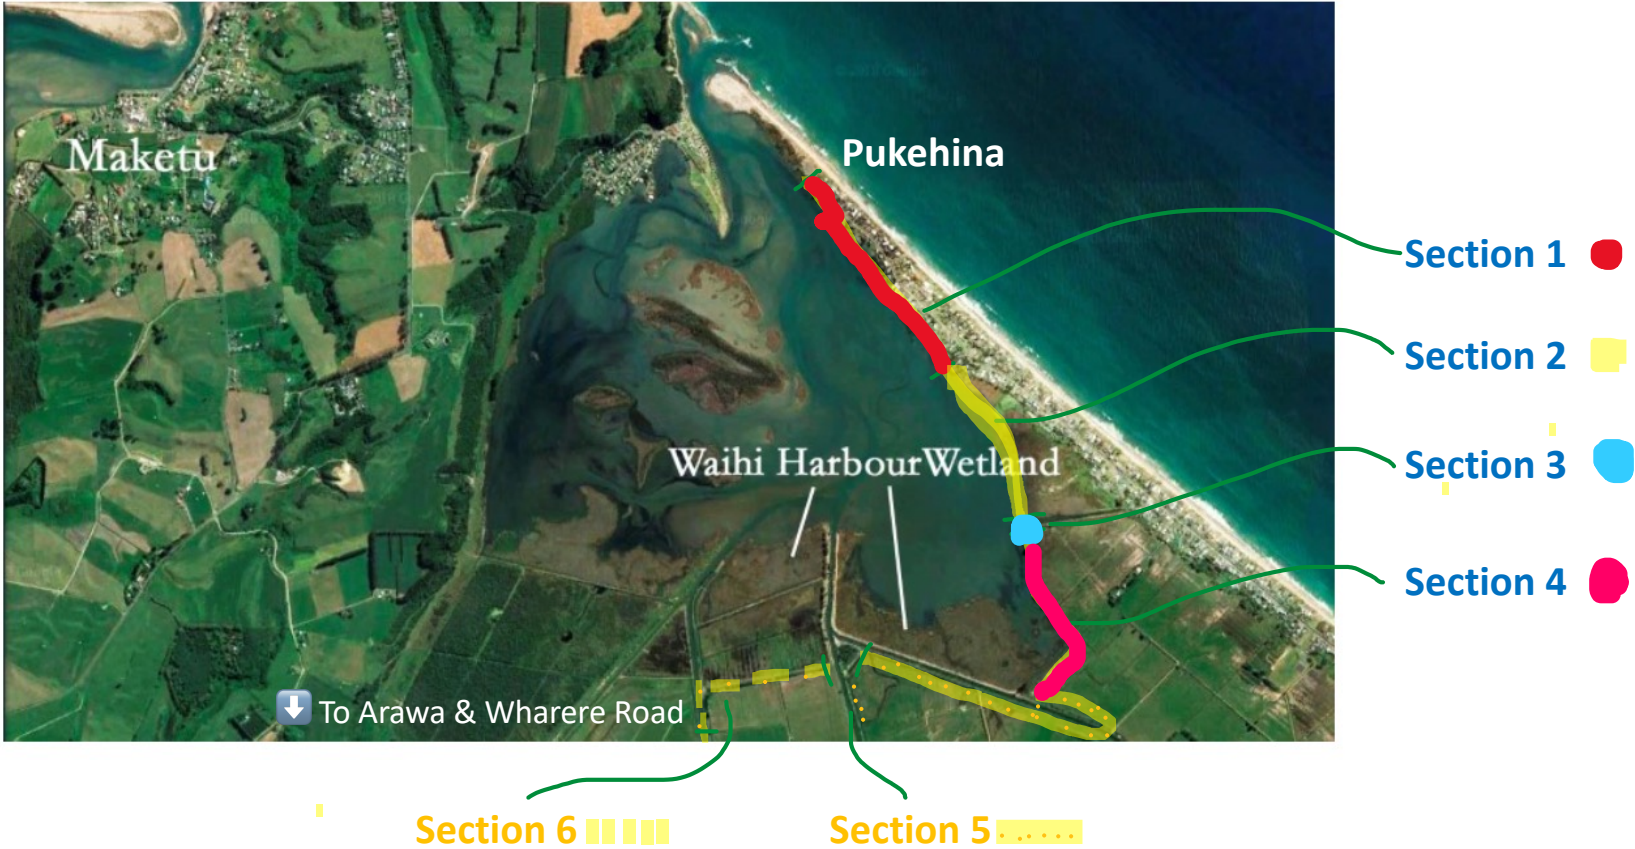 Maketu
Pukehina
Section 1
Section 2
Waihi Harbour Wetland
Section 3
Section 4
To Arawa & Wharere Road
Section 6
Section 5